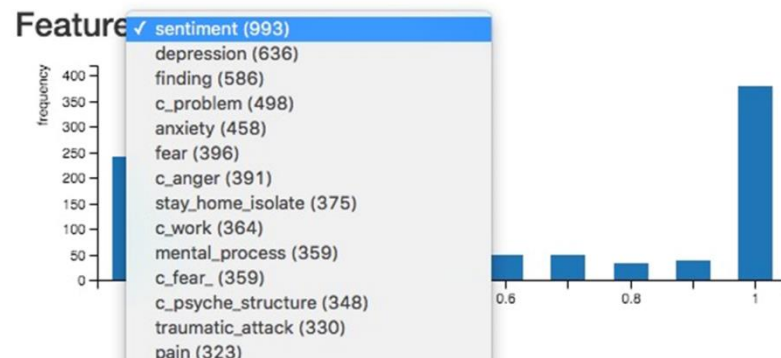 Feature
✓ sentiment (993)
depression (636)
finding (586)
c_problem (498)
anxiety (458)
fear (396)
c_anger (391)
stay_home_isolate (375)
c_work (364)
mental_process (359)
c_fear_ (359)
c_psyche_structure (348)
traumatic_attack (330)
pain (323)
frequency
400
350
300
250
200
150
100
50
0
0.6
0.8
1